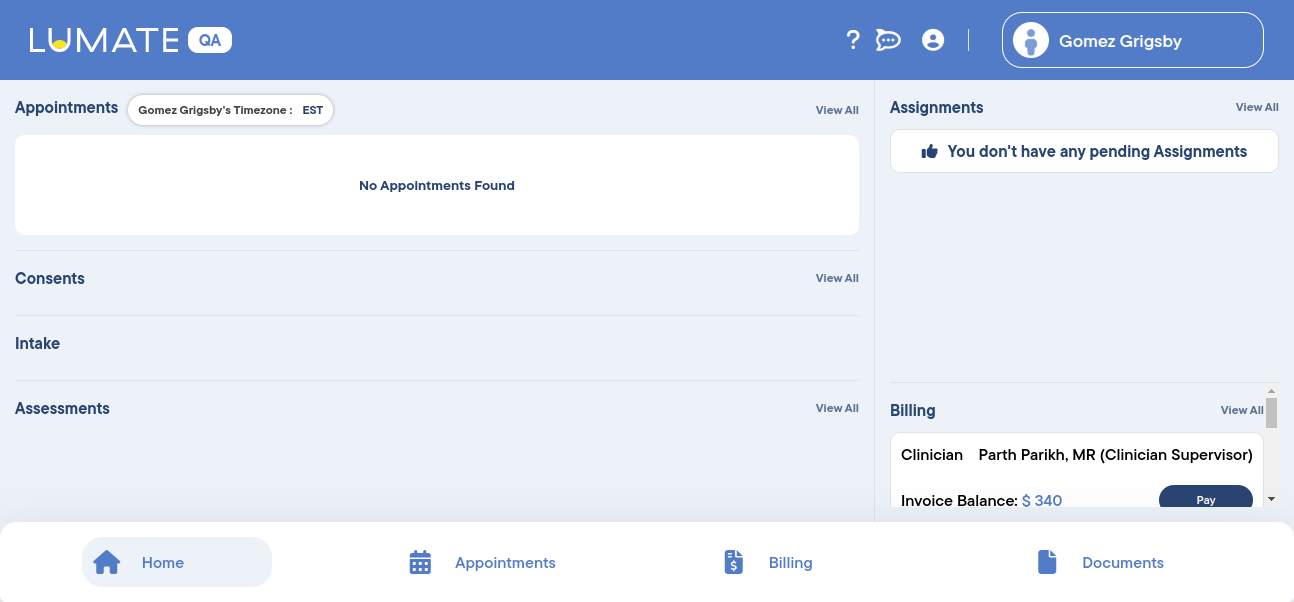 LUMATE QA
? Gomez Grigsby
Appointments Gomez Grigsby's Timezone : EST View All
No Appointments Found
Consents View All
Intake
Assessments View All
Assignments View All
You don't have any pending Assignments
Billing View All
Clinician Parth Parikh, MR (Clinician Supervisor)
Invoice Balance: $ 340 Pay
Home Appointments Billing Documents